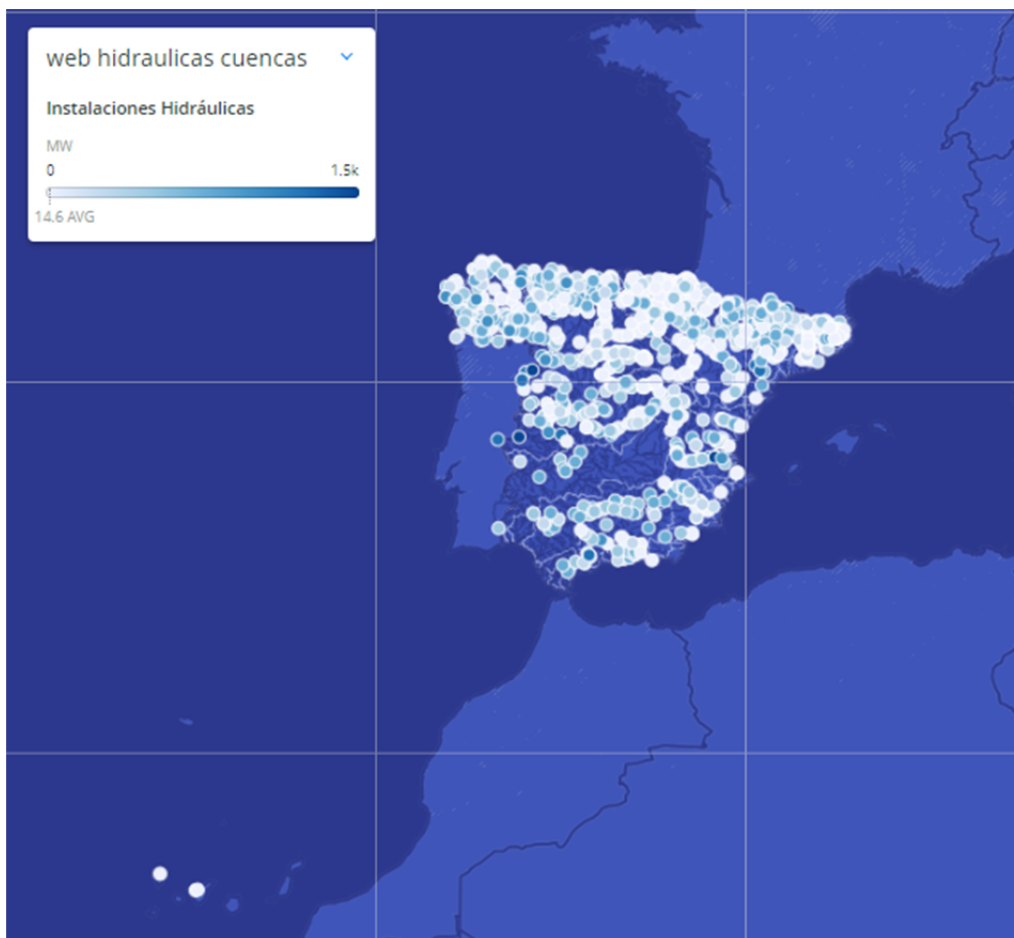 web hidraulicas cuencas
Instalaciones Hidráulicas
MW
0 1.5k
14.6 AVG